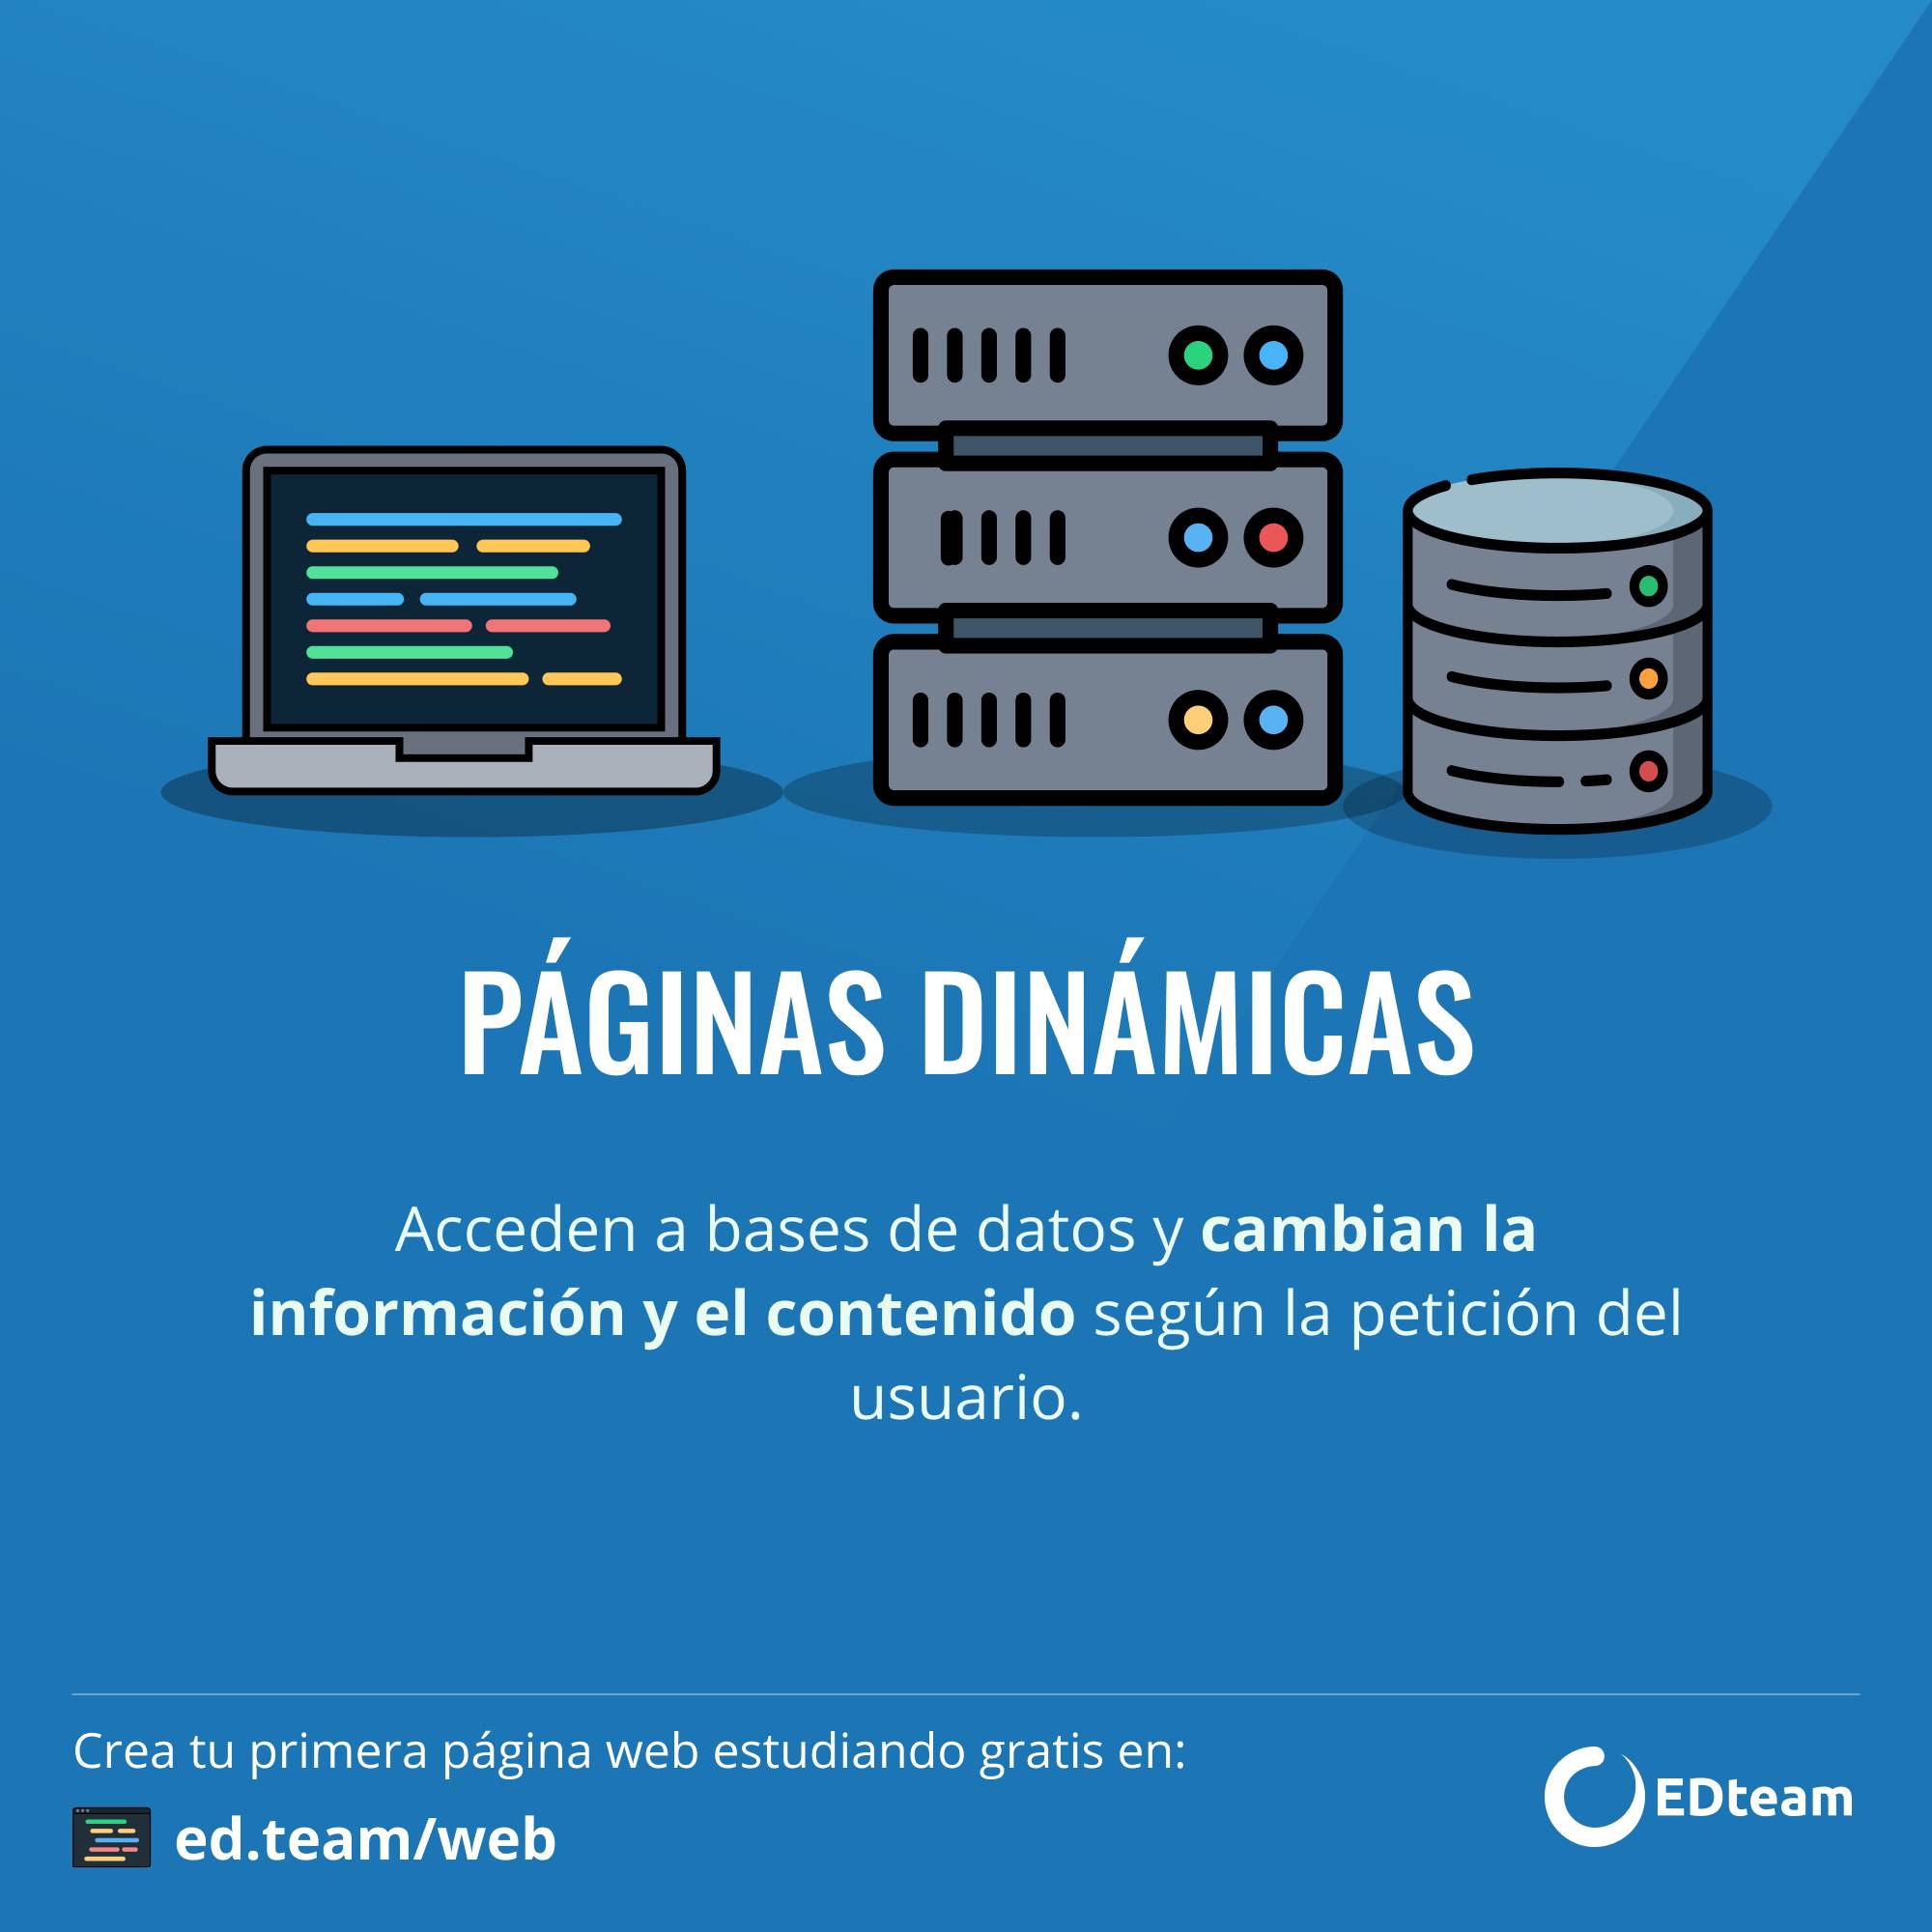 PÁGINAS DINÁMICAS
Acceden a bases de datos y cambian la
información y el contenido según la petición del
usuario.
Crea tu primera página web estudiando gratis en:
ed.team/web
EDteam